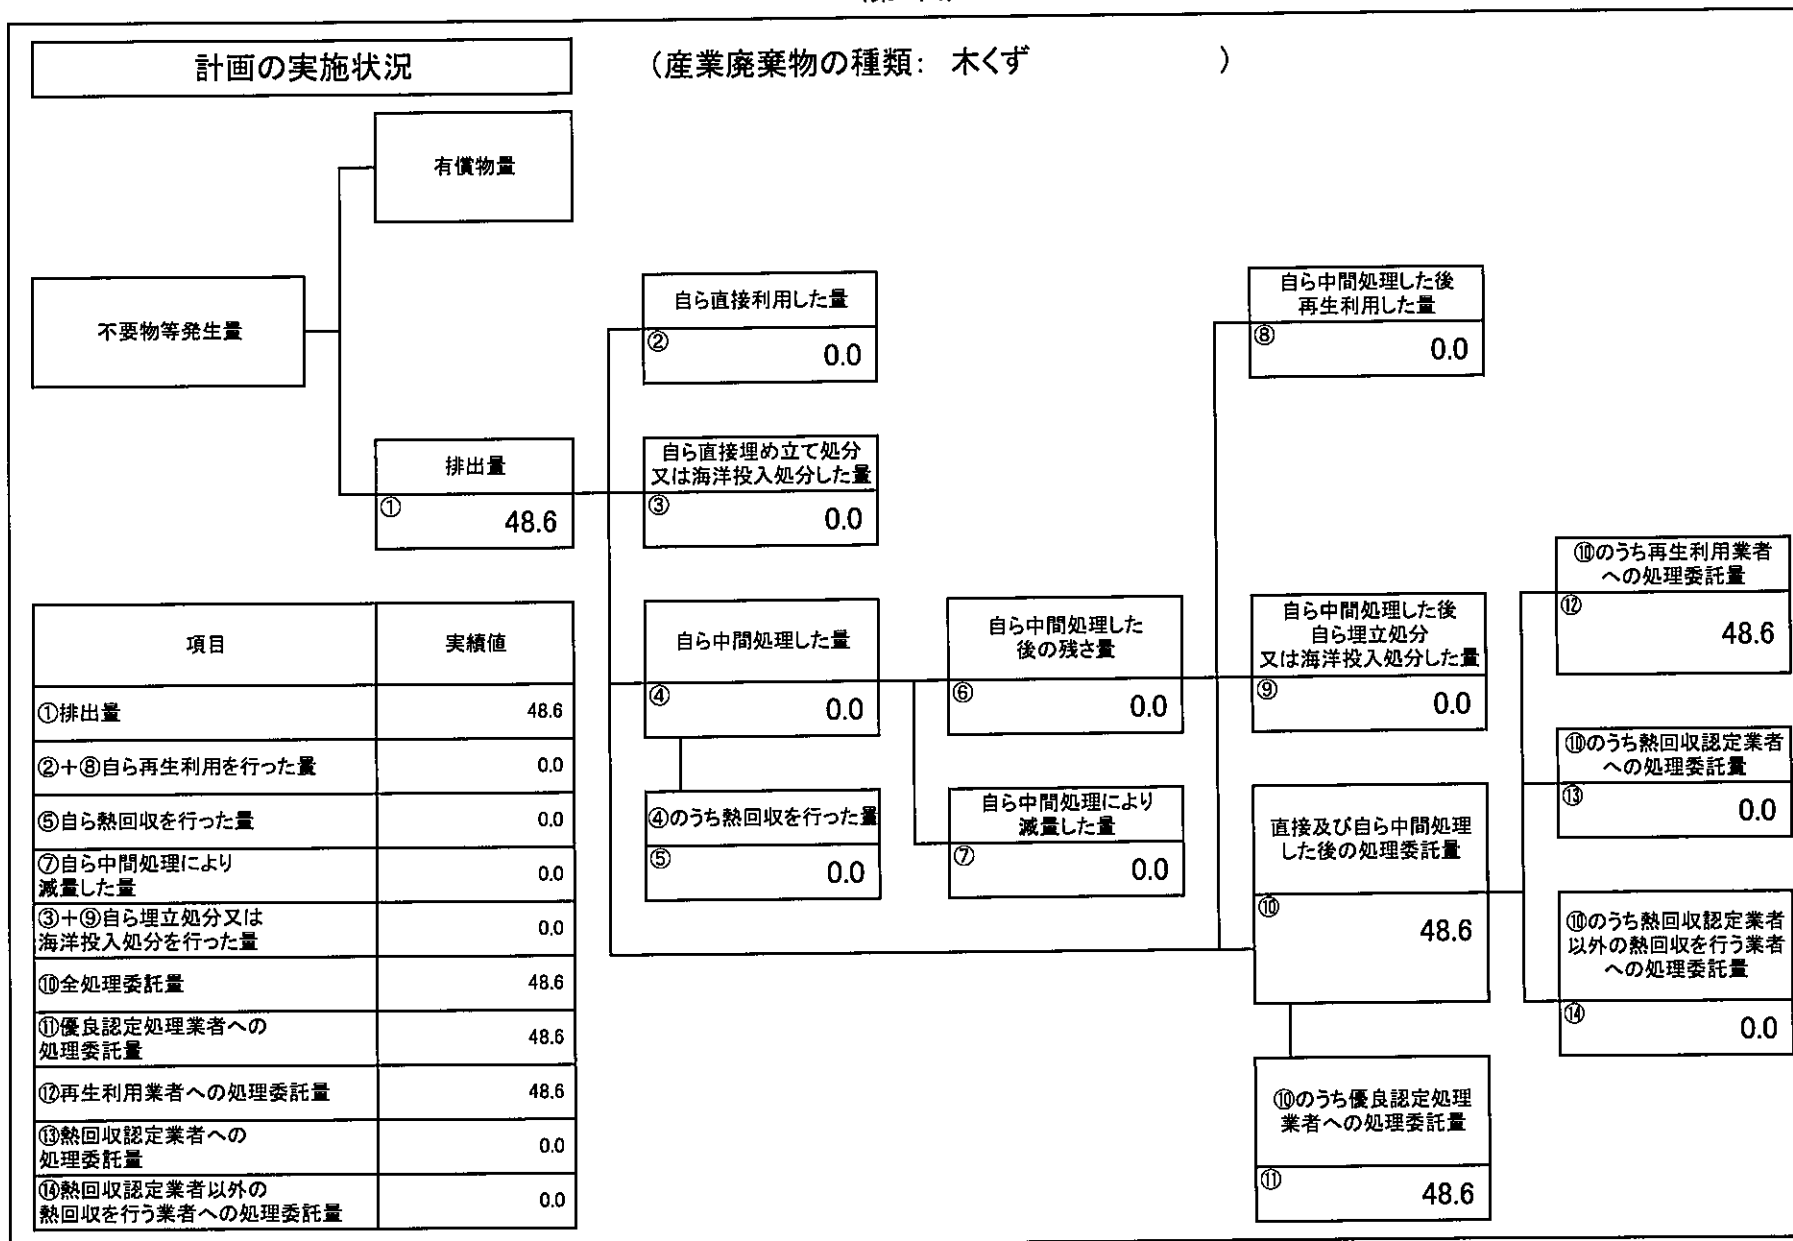 計画の実施状況
(産業廃棄物の種類: 木くず )
有償物量
不要物等発生量
排出量
①
48.6
自ら直接利用した量
②
0.0
自ら直接埋め立て処分
又は海洋投入処分した量
③
0.0
自ら中間処理した量
④
0.0
④のうち熱回収を行った量
⑤
0.0
自ら中間処理した
後の残さ量
⑥
0.0
自ら中間処理により
減量した量
⑦
0.0
自ら中間処理した後
再生利用した量
⑧
0.0
自ら中間処理した後
自ら埋立処分
又は海洋投入処分した量
⑨
0.0
直接及び自ら中間処理
した後の処理委託量
⑩
48.6
⑩のうち優良認定処理
業者への処理委託量
⑪
48.6
⑩のうち再生利用業者
への処理委託量
⑫
48.6
⑩のうち熱回収認定業者
への処理委託量
⑬
0.0
⑩のうち熱回収認定業者
以外の熱回収を行う業者
への処理委託量
⑭
0.0
項目 実績値
①排出量 48.6
②+⑧自ら再生利用を行った量 0.0
⑤自ら熱回収を行った量 0.0
⑦自ら中間処理により
減量した量 0.0
③+⑨自ら埋立処分又は
海洋投入処分を行った量 0.0
⑩全処理委託量 48.6
⑪優良認定処理業者への
処理委託量 48.6
⑫再生利用業者への処理委託量 48.6
⑬熱回収認定業者への
処理委託量 0.0
⑭熱回収認定業者以外の
熱回収を行う業者への処理委託量 0.0